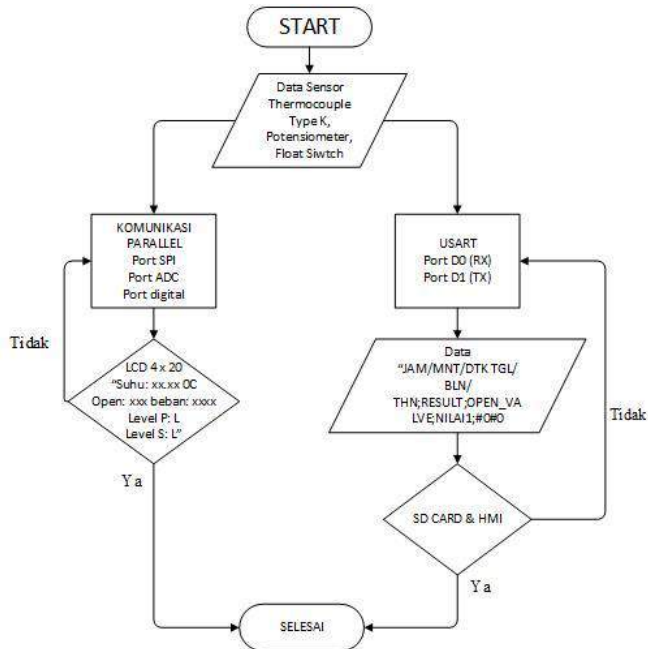 START
Data Sensor
Thermocouple
Type K,
Potensiometer,
Float Siwtch
KOMUNIKASI
PARALLEL
Port SPI
Port ADC
Port digital
USART
Port D0 (RX)
Port D1 (TX)
Tidak
LCD 4 x 20
“Suhu: xx.xx 0C
Open: xxx beban: xxxx
Level P: L
Level S: L”
Data
“JAM/MNT/DTK TGL/
BLN/
THN;RESULT;OPEN_VA
LVE;NILAI1;#0#0
Tidak
Ya
SD CARD & HMI
Ya
SELESAI